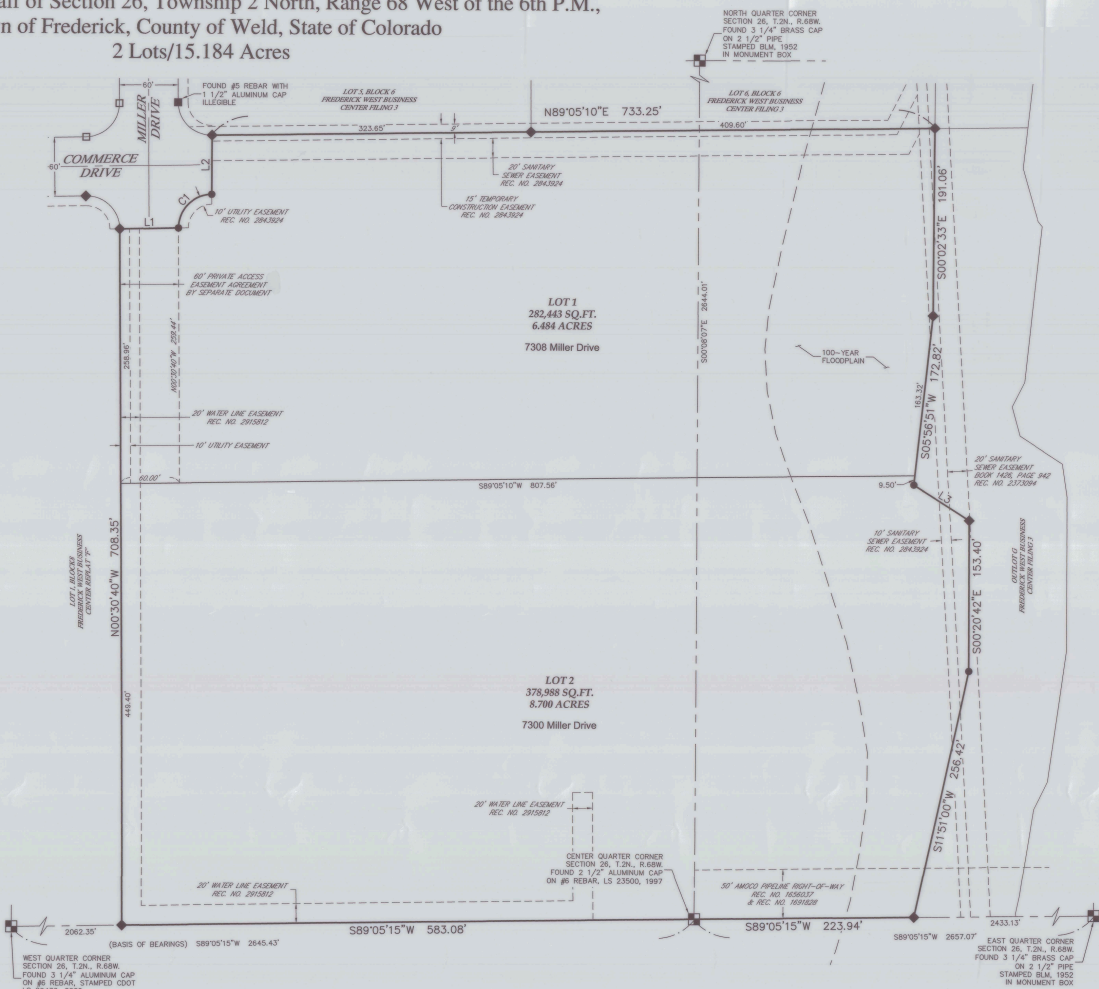 alf of Section 26, Township 2 North, Range 68 West of the 6th P.M.,
n of Frederick, County of Weld, State of Colorado
2 Lots/15.184 Acres
NORTH QUARTER CORNER
SECTION 26, T.2N., R.68W.
FOUND 3 1/4" BRASS CAP
ON 2 1/2" PIPE
STAMPED BLM, 1952
IN MONUMENT BOX
60'
FOUND #5 REBAR WITH
1 1/2" ALUMINUM CAP
ILLEGIBLE
MILLER
DRIVE
LOT 5, BLOCK 6
FREDERICK WEST BUSINESS
CENTER FILING 3
LOT 6, BLOCK 6
FREDERICK WEST BUSINESS
CENTER FILING 3
N89°05'10"E 733.25'
323.65'
409.60'
60'
COMMERCE
DRIVE
L2
C1
L1
10' UTILITY EASEMENT
REC. NO. 2843924
20' SANITARY
SEWER EASEMENT
REC. NO. 2843924
15' TEMPORARY
CONSTRUCTION EASEMENT
REC. NO. 2843924
S00°02'33"E 191.06'
60' PRIVATE ACCESS
EASEMENT AGREEMENT
BY SEPARATE DOCUMENT
LOT 1
282,443 SQ.FT.
6.484 ACRES
7308 Miller Drive
S00°08'07"E 2644.01'
100-YEAR
FLOODPLAIN
258.96'
N00°30'40"W 259.44'
163.32'
S05°56'51"W 172.82'
20' WATER LINE EASEMENT
REC. NO. 2915812
10' UTILITY EASEMENT
60.00'
S89°05'10"W 807.56'
9.50'
L3
20' SANITARY
SEWER EASEMENT
BOOK 1426, PAGE 942
REC. NO. 2373094
10' SANITARY
SEWER EASEMENT
REC. NO. 2843924
N00°30'40"W 708.35'
LOT 1, BLOCK8
FREDERICK WEST BUSINESS
CENTER REPLAT "F"
S00°20'42"E 153.40'
OUTLOT G
FREDERICK WEST BUSINESS
CENTER FILING 3
LOT 2
378,988 SQ.FT.
8.700 ACRES
7300 Miller Drive
449.40'
S11°51'00"W 256.42'
20' WATER LINE EASEMENT
REC. NO. 2915812
CENTER QUARTER CORNER
SECTION 26, T.2N., R.68W.
FOUND 2 1/2" ALUMINUM CAP
ON #6 REBAR, LS 23500, 1997
20' WATER LINE EASEMENT
REC. NO. 2915812
50' AMOCO PIPELINE RIGHT-OF-WAY
REC. NO. 1656037
& REC. NO. 1691828
2062.35'
(BASIS OF BEARINGS) S89°05'15"W 2645.43'
S89°05'15"W 583.08'
S89°05'15"W 223.94'
S89°05'15"W 2657.07'
2433.13'
WEST QUARTER CORNER
SECTION 26, T.2N., R.68W.
FOUND 3 1/4" ALUMINUM CAP
ON #6 REBAR, STAMPED CDOT
EAST QUARTER CORNER
SECTION 26, T.2N., R.68W.
FOUND 3 1/4" BRASS CAP
ON 2 1/2" PIPE
STAMPED BLM, 1952
IN MONUMENT BOX